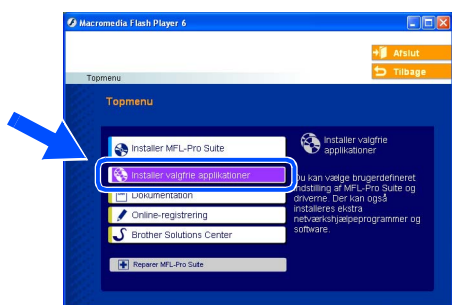 Macromedia Flash Player 6
Afslut
Tilbage
Topmenu
Topmenu
Installer MFL-Pro Suite
Installer valgfrie applikationer
Dokumentation
Online-registrering
Brother Solutions Center
Reparer MFL-Pro Suite
Installer valgfrie
applikationer
Du kan vælge brugerdefineret
indstilling af MFL-Pro Suite og
driverne. Der kan også
installeres ekstra
netværkshjælpeprogrammer og
software.